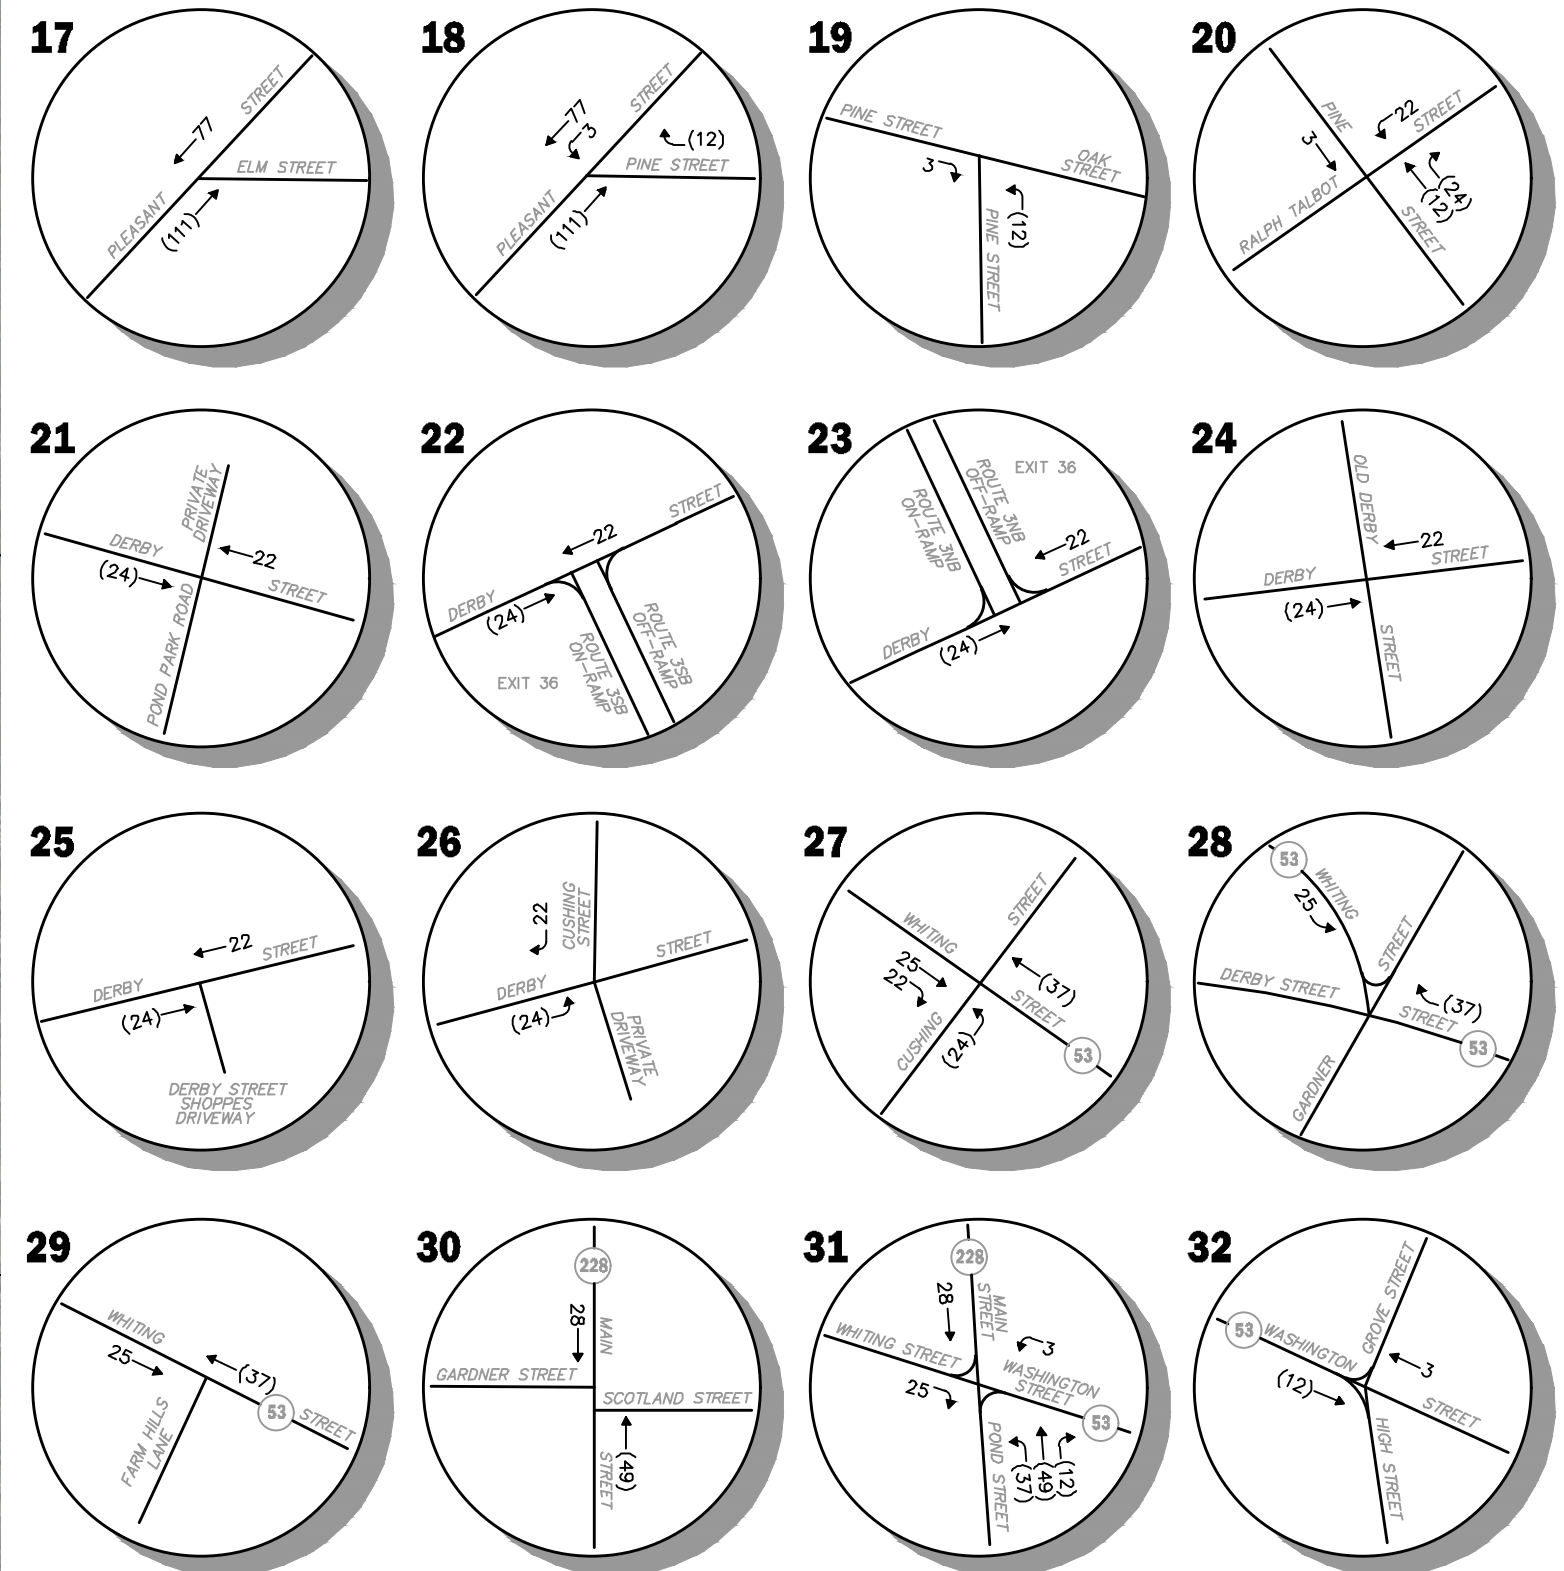 17
77
STREET
ELM STREET
PLEASANT
(111)
18
77
3
STREET
(12)
PINE STREET
PLEASANT
(111)
19
PINE STREET
OAK
STREET
3
(12)
PINE STREET
20
PINE
3
22
STREET
(24)
(12)
RALPH TALBOT
STREET
21
PRIVATE
DRIVEWAY
DERBY
22
(24)
STREET
POND PARK ROAD
22
STREET
22
DERBY
(24)
ROUTE 3SB
OFF-RAMP
ROUTE 3SB
ON-RAMP
EXIT 36
23
EXIT 36
ROUTE 3NB
OFF-RAMP
ROUTE 3NB
ON-RAMP
22
STREET
DERBY
(24)
24
OLD DERBY
22
STREET
DERBY
(24)
STREET
25
22
STREET
DERBY
(24)
DERBY STREET
SHOPPES
DRIVEWAY
26
22
CUSHING
STREET
STREET
DERBY
(24)
PRIVATE
DRIVEWAY
27
STREET
WHITING
25
22
(37)
STREET
CUSHING
(24)
53
28
53
WHITING
25
STREET
DERBY STREET
(37)
STREET
53
GARDNER
29
WHITING
25
(37)
53
STREET
FARM HILLS
LANE
30
228
28
MAIN
GARDNER STREET
SCOTLAND STREET
STREET
(49)
31
228
28
MAIN
STREET
3
WHITING STREET
WASHINGTON
STREET
25
53
POND STREET
(37)
(49)
(12)
32
GROVE STREET
53
WASHINGTON
3
(12)
STREET
HIGH STREET